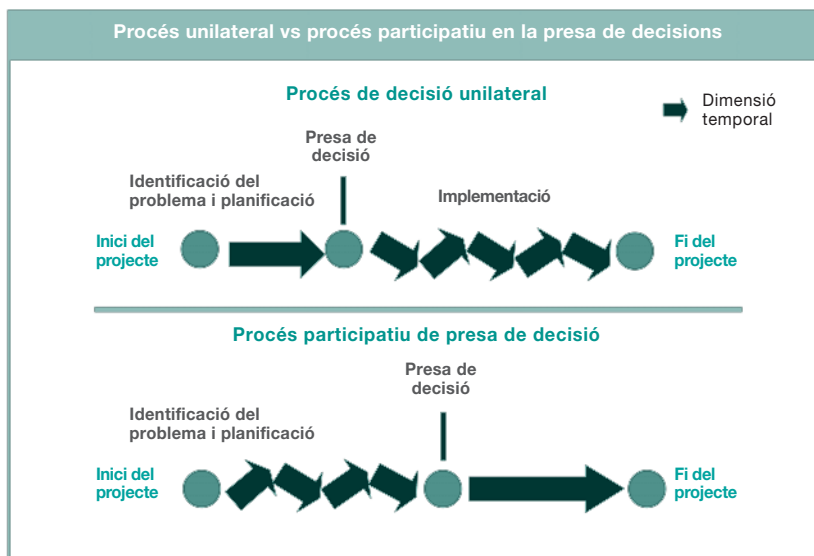 Procés unilateral vs procés participatiu en la presa de decisions
Procés de decisió unilateral
Dimensió
temporal
Presa de
decisió
Identificació del
problema i planificació
Implementació
Inici del
projecte
Fi del
projecte
Procés participatiu de presa de decisió
Presa de
decisió
Identificació del
problema i planificació
Inici del
projecte
Fi del
projecte